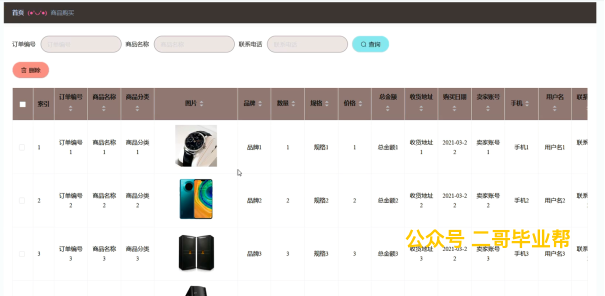 首页 (●'◡'●) 商品购买
订单编号 订单编号 商品名称 商品名称 联系电话 联系电话 查询
删除
索引 订单编号 商品名称 商品分类 图片 品牌 数量 规格 价格 总金额 收货地址 购买日期 卖家账号 手机 用户名 联系
1 订单编号1 商品名称1 商品分类1 品牌1 1 规格1 1 总金额1 收货地址1 2021-03-22 卖家账号1 手机1 用户名1 联系
2 订单编号2 商品名称2 商品分类2 品牌2 2 规格2 2 总金额2 收货地址2 2021-03-22 卖家账号2 手机2 用户名2 联系
公众号 二哥毕业帮
3 订单编号3 商品名称3 商品分类3 品牌3 3 规格3 3 总金额3 收货地址3 2021-03-22 卖家账号3 手机3 用户名3 联系